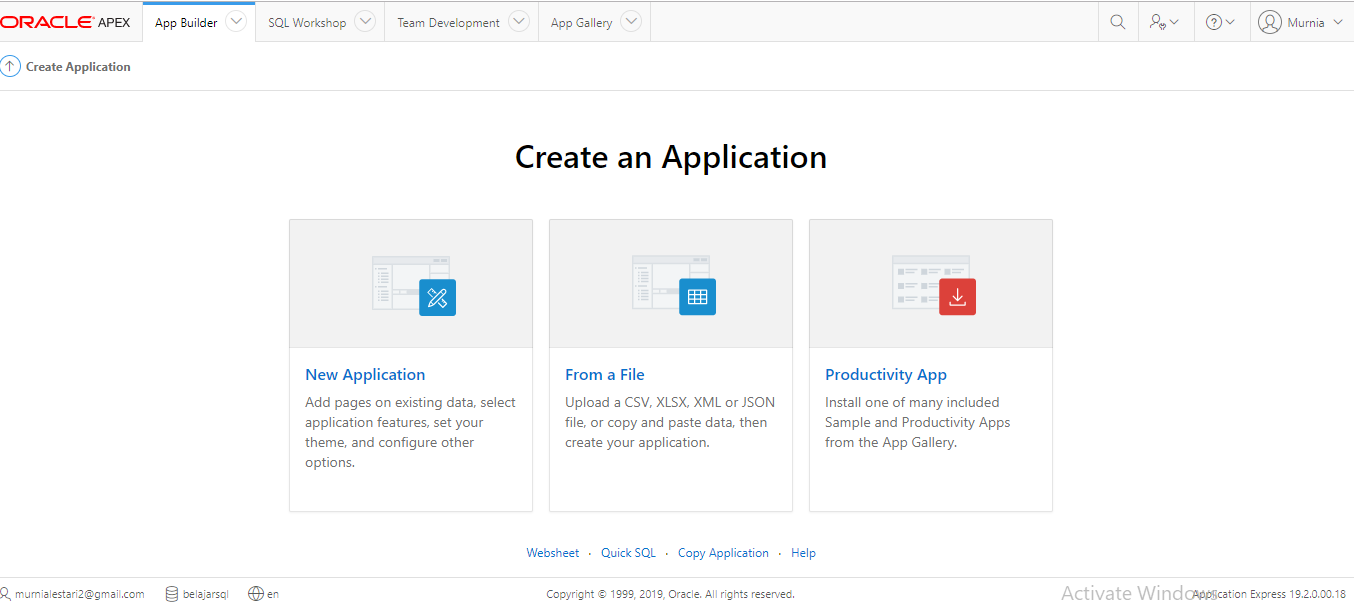 ORACLE APEX App Builder SQL Workshop Team Development App Gallery Murnia
Create Application
Create an Application
New Application
Add pages on existing data, select
application features, set your
theme, and configure other
options.
From a File
Upload a CSV, XLSX, XML or JSON
file, or copy and paste data, then
create your application.
Productivity App
Install one of many included
Sample and Productivity Apps
from the App Gallery.
Websheet · Quick SQL · Copy Application · Help
murnialestari2@gmail.com belajarsql en Copyright © 1999, 2019, Oracle. All rights reserved. Application Express 19.2.0.00.18
Activate Windows